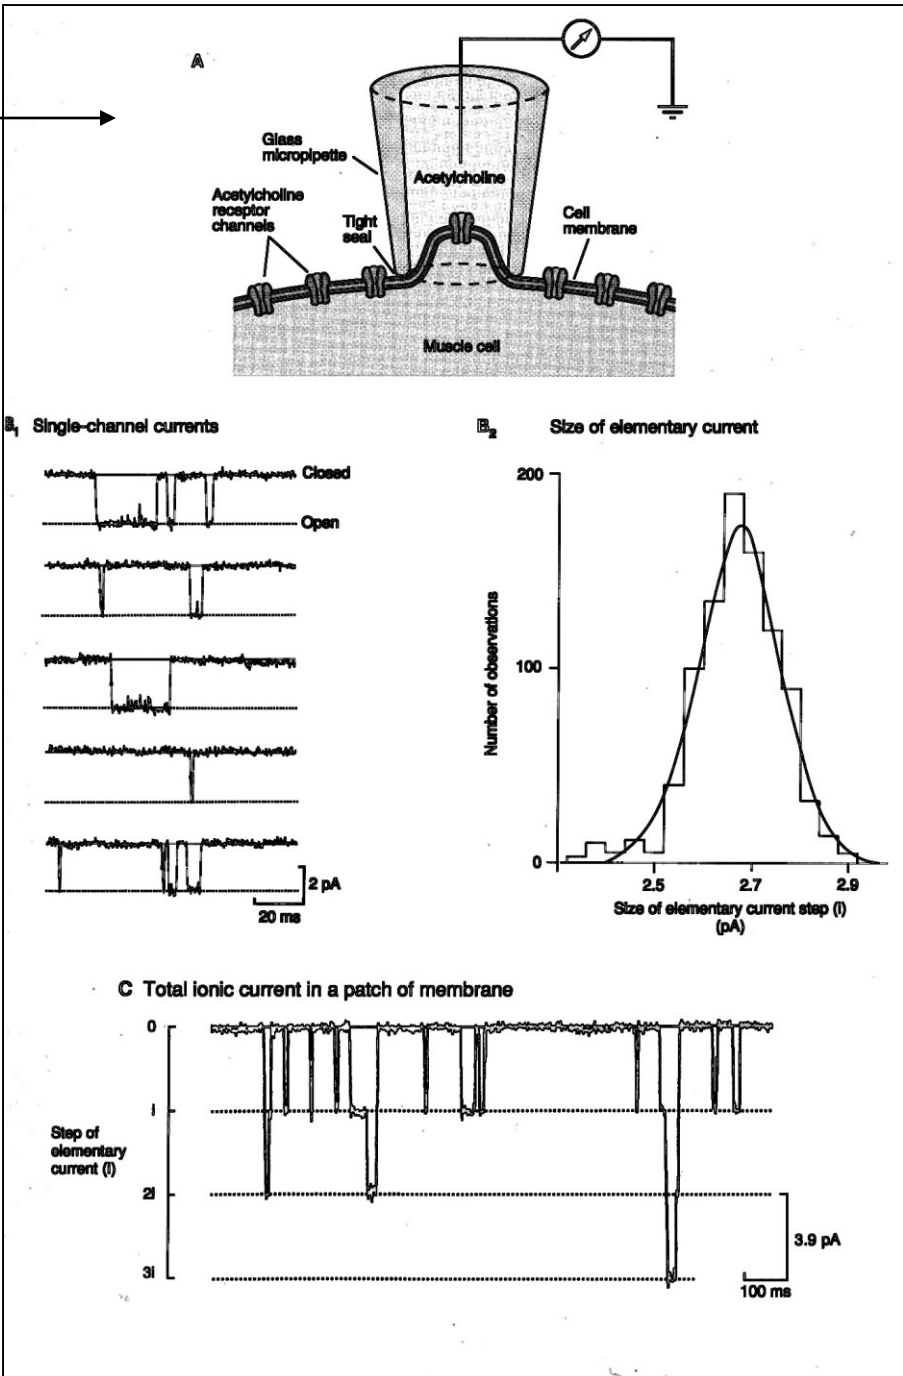 A
Glass
micropipette
Acetylcholine
Acetylcholine
receptor
channels
Tight
seal
Cell
membrane
Muscle cell
B1 Single-channel currents
Closed
Open
2 pA
20 ms
B2 Size of elementary current
200
100
0
Number of observations
2.5 2.7 2.9
Size of elementary current step (i)
(pA)
C Total ionic current in a patch of membrane
0
i
2i
3i
Step of
elementary
current (i)
3.9 pA
100 ms